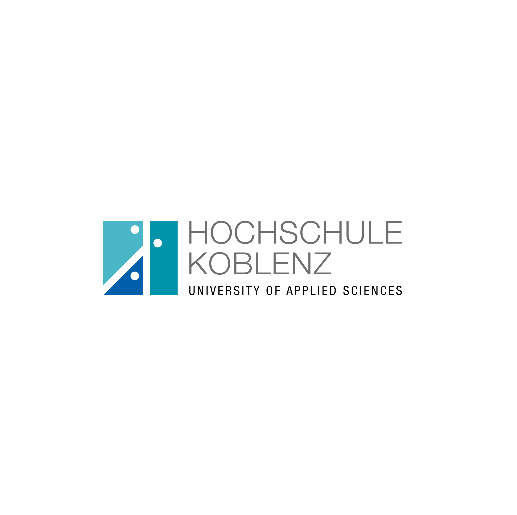 HOCHSCHULE
KOBLENZ
UNIVERSITY OF APPLIED SCIENCES